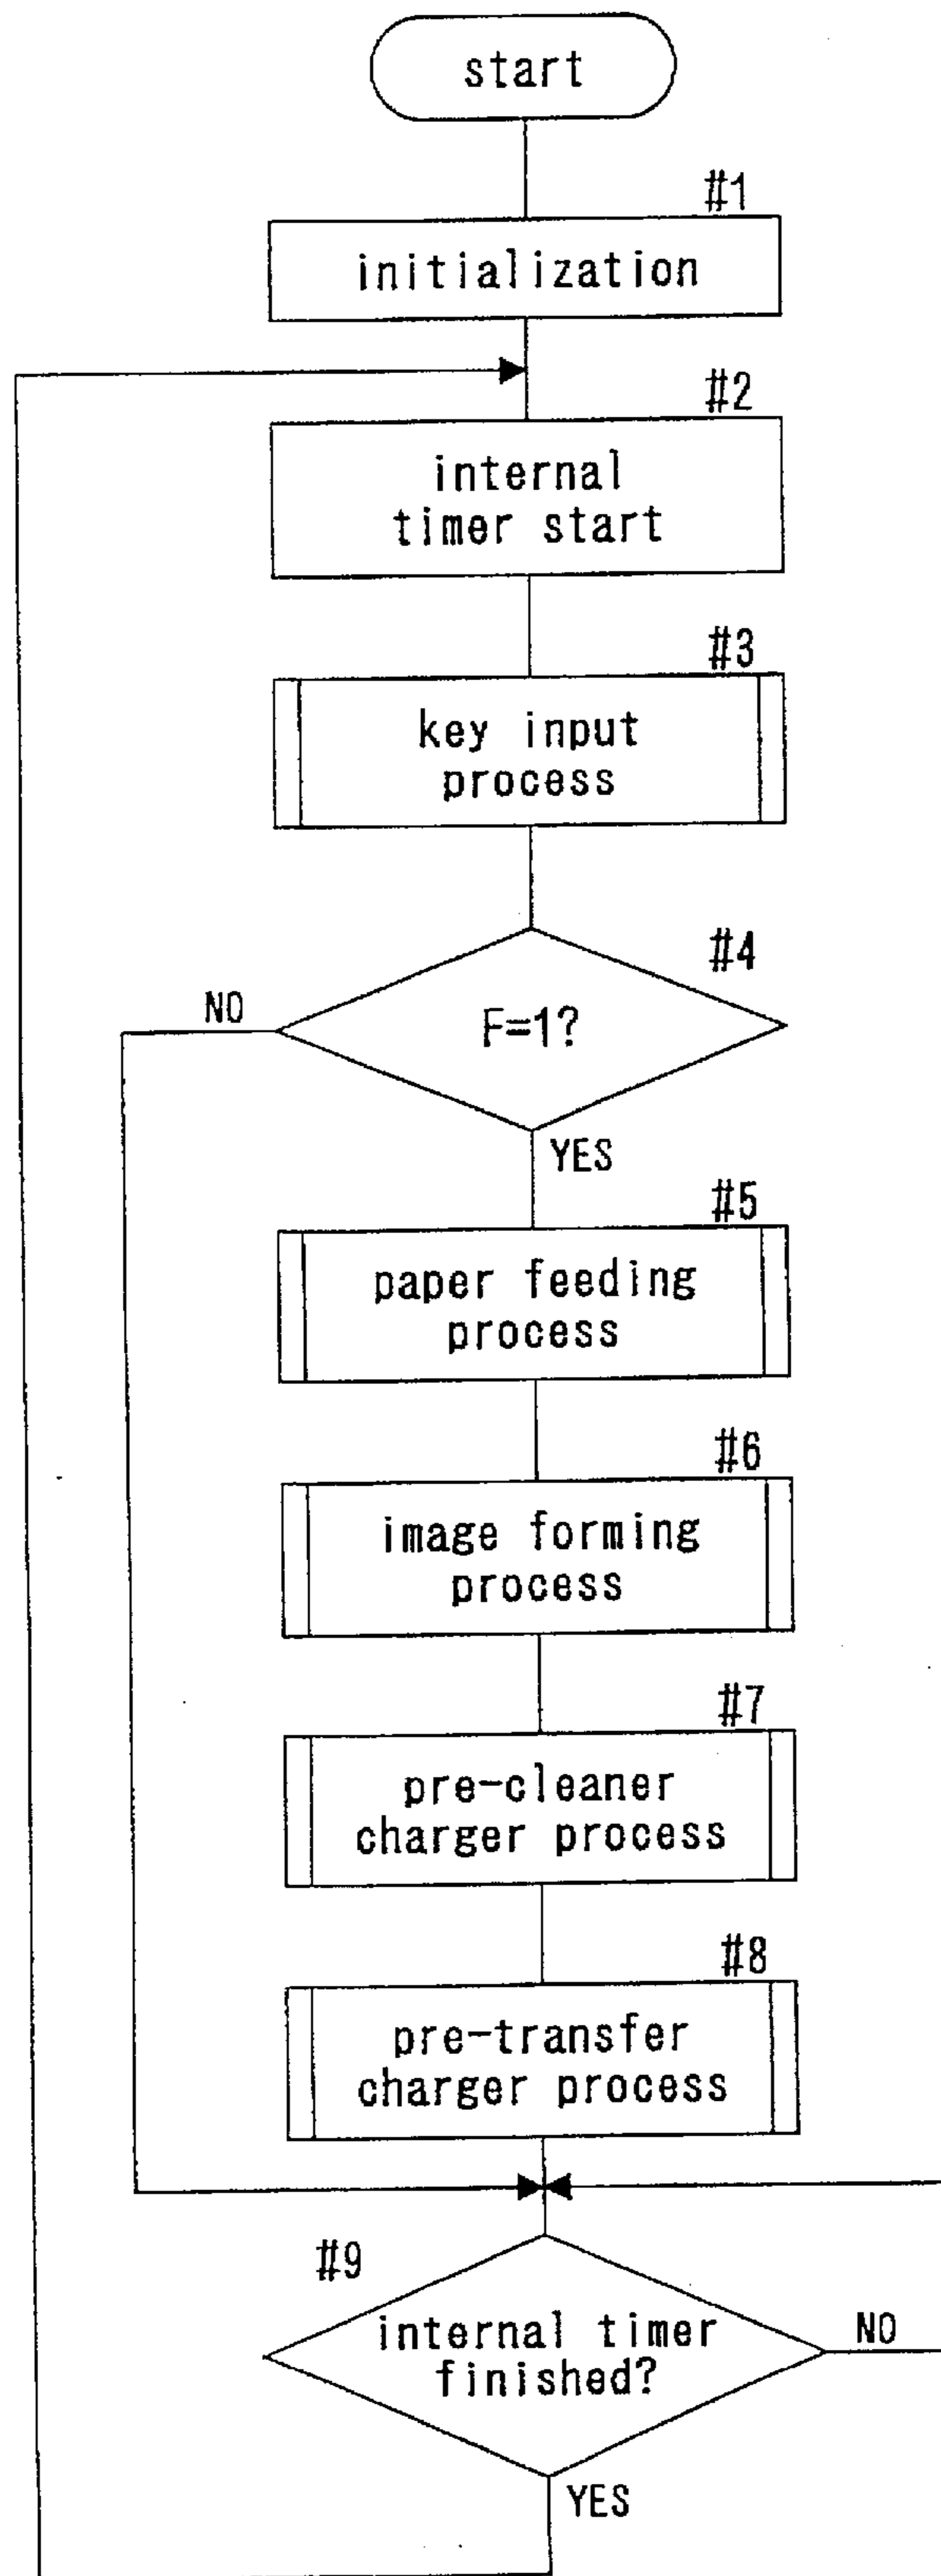 start
#1
initialization
#2
internal
timer start
#3
key input
process
#4
NO
F=1?
YES
#5
paper feeding
process
#6
image forming
process
#7
pre-cleaner
charger process
#8
pre-transfer
charger process
#9
internal timer
finished?
NO
YES